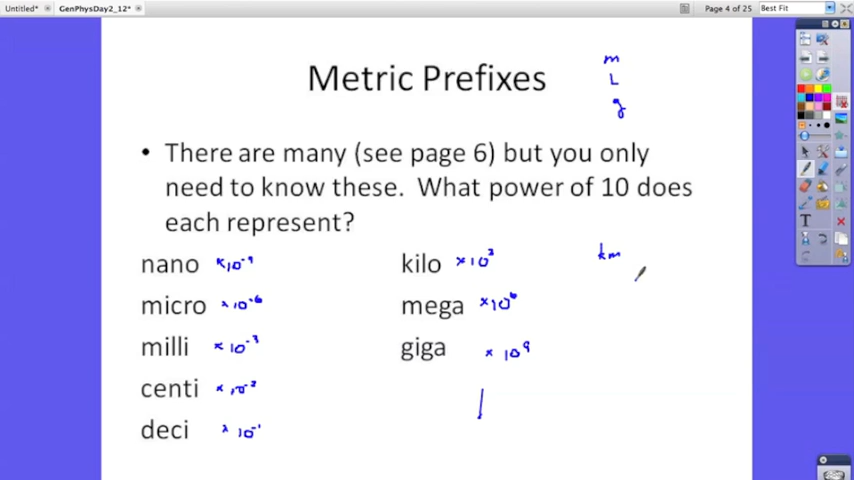 Untitled* GenPhysDay2_12* Page 4 of 25 Best Fit
Metric Prefixes
m
L
g
• There are many (see page 6) but you only
need to know these. What power of 10 does
each represent?
nano ×10⁻⁹ kilo ×10³ km
micro ×10⁻⁶ mega ×10⁶
milli ×10⁻³ giga ×10⁹
centi ×10⁻²
deci ×10⁻¹
T